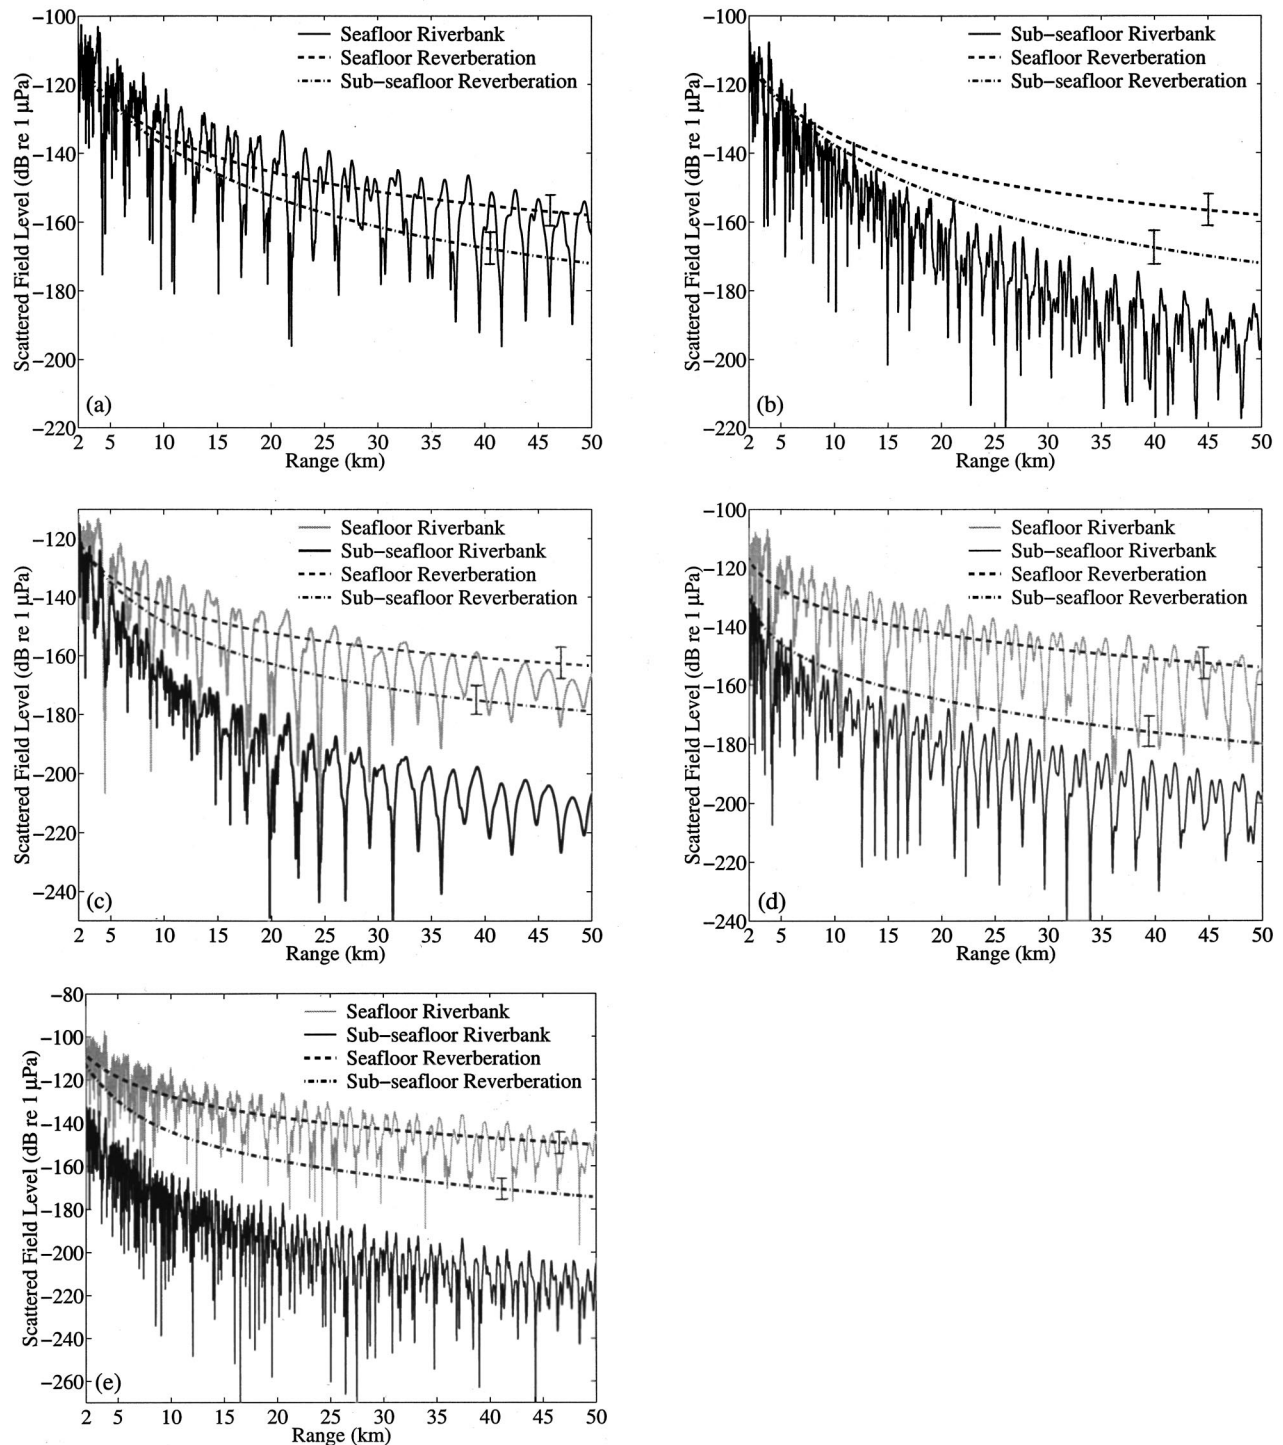 Seafloor Riverbank
Seafloor Reverberation
Sub-seafloor Reverberation
Scattered Field Level (dB re 1 μPa)
-100
-120
-140
-160
-180
-200
-220
(a)
2 5 10 15 20 25 30 35 40 45 50
Range (km)
Sub-seafloor Riverbank
Seafloor Reverberation
Sub-seafloor Reverberation
Scattered Field Level (dB re 1 μPa)
-100
-120
-140
-160
-180
-200
-220
(b)
2 5 10 15 20 25 30 35 40 45 50
Range (km)
Seafloor Riverbank
Sub-seafloor Riverbank
Seafloor Reverberation
Sub-seafloor Reverberation
Scattered Field Level (dB re 1 μPa)
-120
-140
-160
-180
-200
-220
-240
(c)
2 5 10 15 20 25 30 35 40 45 50
Range (km)
Seafloor Riverbank
Sub-seafloor Riverbank
Seafloor Reverberation
Sub-seafloor Reverberation
Scattered Field Level (dB re 1 μPa)
-100
-120
-140
-160
-180
-200
-220
-240
(d)
2 5 10 15 20 25 30 35 40 45 50
Range (km)
Seafloor Riverbank
Sub-seafloor Riverbank
Seafloor Reverberation
Sub-seafloor Reverberation
Scattered Field Level (dB re 1 μPa)
-80
-100
-120
-140
-160
-180
-200
-220
-240
-260
(e)
2 5 10 15 20 25 30 35 40 45 50
Range (km)